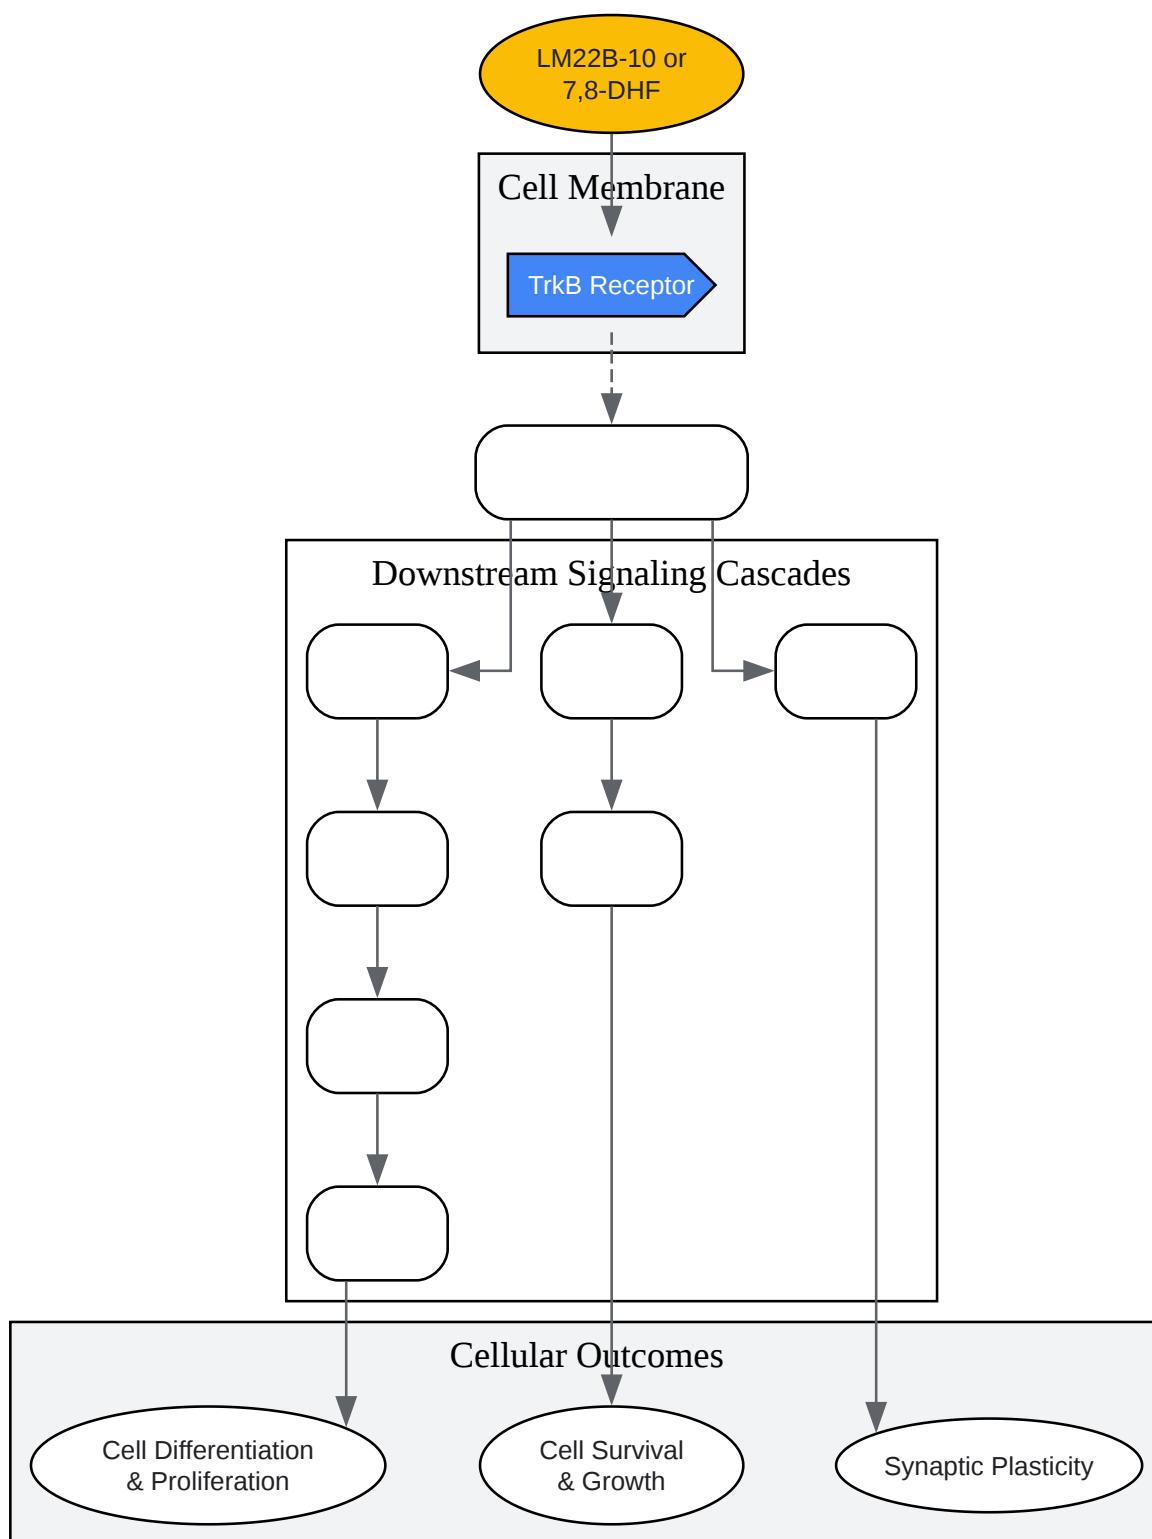 LM22B-10 or
7,8-DHF
Cell Membrane
TrkB Receptor
Downstream Signaling Cascades
Cellular Outcomes
Cell Differentiation
& Proliferation
Cell Survival
& Growth
Synaptic Plasticity